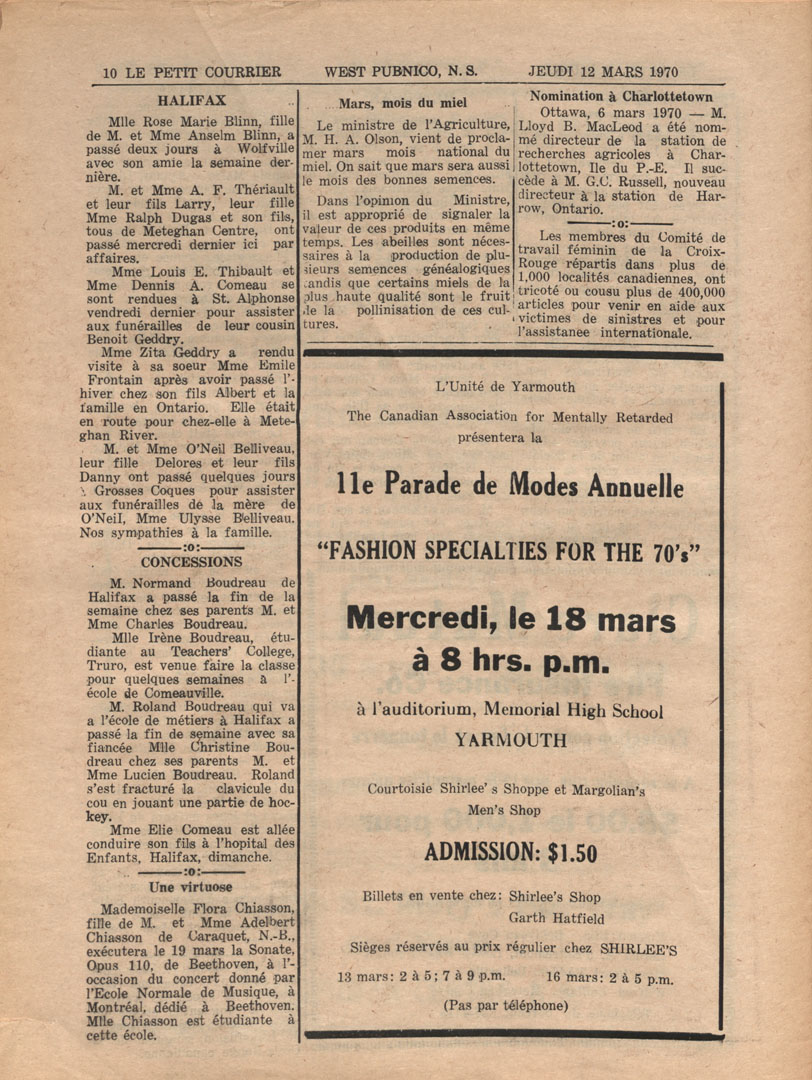 10 LE PETIT COURRIER WEST PUBNICO, N. S. JEUDI 12 MARS 1970
HALIFAX
Mlle Rose Marie Blinn, fille
de M. et Mme Anselm Blinn, a
passé deux jours à Wolfville
avec son amie la semaine der-
nière.
M. et Mme A. F. Thériault
et leur fils Larry, leur fille
Mme Ralph Dugas et son fils,
tous de Meteghan Centre, ont
passé mercredi dernier ici par
affaires.
Mme Louis E. Thibault et
Mme Dennis A. Comeau se
sont rendues à St. Alphonse
vendredi dernier pour assister
aux funérailles de leur cousin
Benoit Geddry.
Mme Zita Geddry a rendu
visite à sa soeur Mme Emile
Frontain après avoir passé l'-
hiver chez son fils Albert et la
famille en Ontario. Elle était
en route pour chez-elle à Mete-
ghan River.
M. et Mme O'Neil Belliveau,
leur fille Delores et leur fils
Danny ont passé quelques jours
Grosses Coques pour assister
aux funérailles de la mère de
O'Neil, Mme Ulysse Belliveau.
Nos sympathies à la famille.
:o:
CONCESSIONS
M. Normand Boudreau de
Halifax a passé la fin de la
semaine chez ses parents M. et
Mme Charles Boudreau.
Mlle Irène Boudreau, étu-
diante au Teachers' College,
Truro, est venue faire la classe
pour quelques semaines à l'-
école de Comeauville.
M. Roland Boudreau qui va
a l'école de métiers à Halifax a
passé la fin de semaine avec sa
fiancée Mlle Christine Bou-
dreau chez ses parents M. et
Mme Lucien Boudreau. Roland
s'est fracturé la clavicule du
cou en jouant une partie de hoc-
key.
Mme Elie Comeau est allée
conduire son fils à l'hopital des
Enfants, Halifax, dimanche.
:o:
Une virtuose
Mademoiselle Flora Chiasson,
fille de M. et Mme Adelbert
Chiasson de Caraquet, N.-B.,
exécutera le 19 mars la Sonate,
Opus 110, de Beethoven, à l'-
occasion du concert donné par
l'Ecole Normale de Musique, à
Montréal, dédié à Beethoven.
Mlle Chiasson est étudiante à
cette école.
Mars, mois du miel
Le ministre de l'Agriculture,
M. H. A. Olson, vient de procla-
mer mars mois national du
miel. On sait que mars sera aussi
le mois des bonnes semences.
Dans l'opinion du Ministre,
il est approprié de signaler la
valeur de ces produits en même
temps. Les abeilles sont néces-
saires à la production de plu-
sieurs semences généalogiques
andis que certains miels de la
plus haute qualité sont le fruit
de la pollinisation de ces cul-
tures.
Nomination à Charlottetown
Ottawa, 6 mars 1970 — M.
Lloyd B. MacLeod a été nom-
mé directeur de la station de
recherches agricoles à Char-
lottetown, Ile du P.-E. Il suc-
cède à M. G.C. Russell, nouveau
directeur à la station de Har-
row, Ontario.
:o:
Les membres du Comité de
travail féminin de la Croix-
Rouge répartis dans plus de
1,000 localités canadiennes, ont
tricoté ou cousu plus de 400,000
articles pour venir en aide aux
victimes de sinistres et pour
l'assistanee internationale.
L'Unité de Yarmouth
The Canadian Association for Mentally Retarded
présentera la
11e Parade de Modes Annuelle
"FASHION SPECIALTIES FOR THE 70's"
Mercredi, le 18 mars
à 8 hrs. p.m.
à l'auditorium, Memorial High School
YARMOUTH
Courtoisie Shirlee's Shoppe et Margolian's
Men's Shop
ADMISSION: $1.50
Billets en vente chez: Shirlee's Shop
Garth Hatfield
Sièges réservés au prix régulier chez SHIRLEE'S
13 mars: 2 à 5; 7 à 9 p.m. 16 mars: 2 à 5 p.m.
(Pas par téléphone)